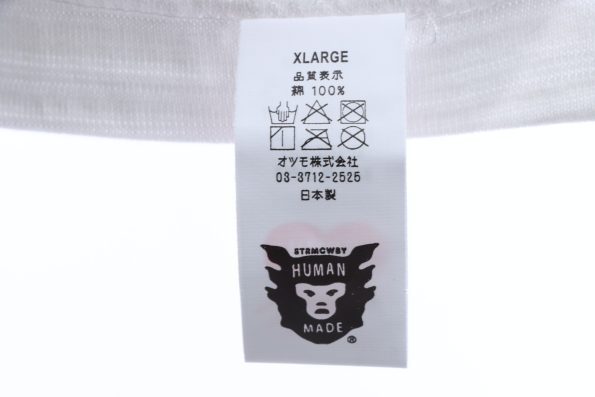 XLARGE
品質表示
綿 100%
オツモ株式会社
03-3712-2525
日本製
STRMCWBY
HUMAN
MADE
®